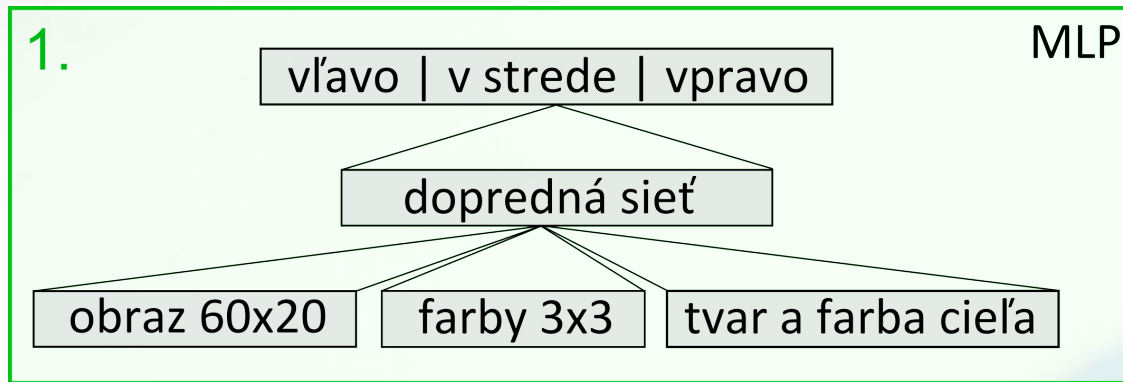 1.
MLP
vľavo | v strede | vpravo
dopredná sieť
obraz 60x20
farby 3x3
tvar a farba cieľa